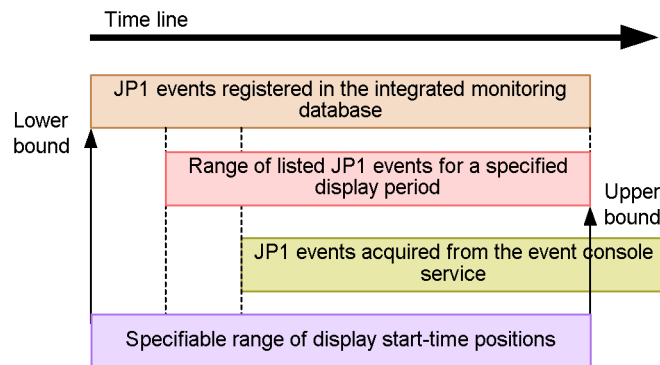 Time line
JP1 events registered in the integrated monitoring
database
Lower
bound
Range of listed JP1 events for a specified
display period
Upper
bound
JP1 events acquired from the event console
service
Specifiable range of display start-time positions